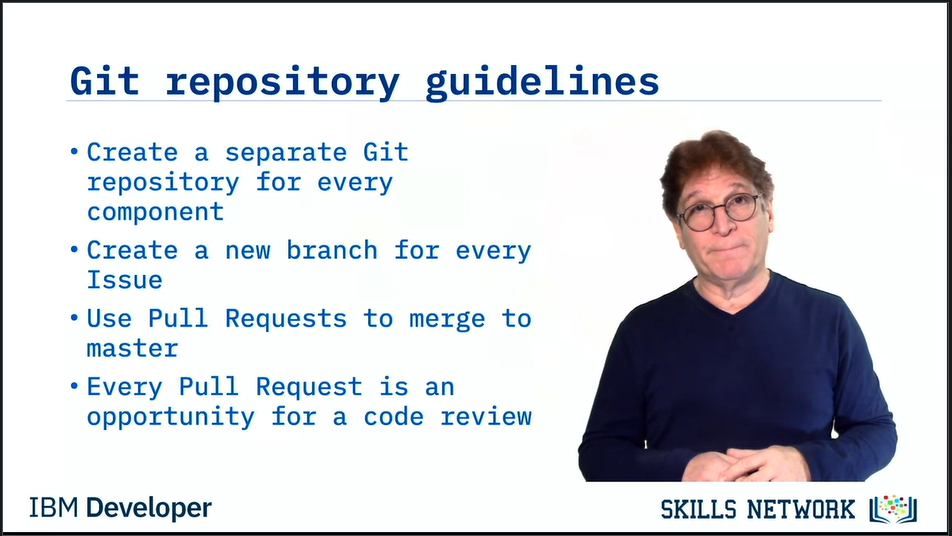 Git repository guidelines
• Create a separate Git
repository for every
component
• Create a new branch for every
Issue
• Use Pull Requests to merge to
master
• Every Pull Request is an
opportunity for a code review
IBM Developer
SKILLS NETWORK